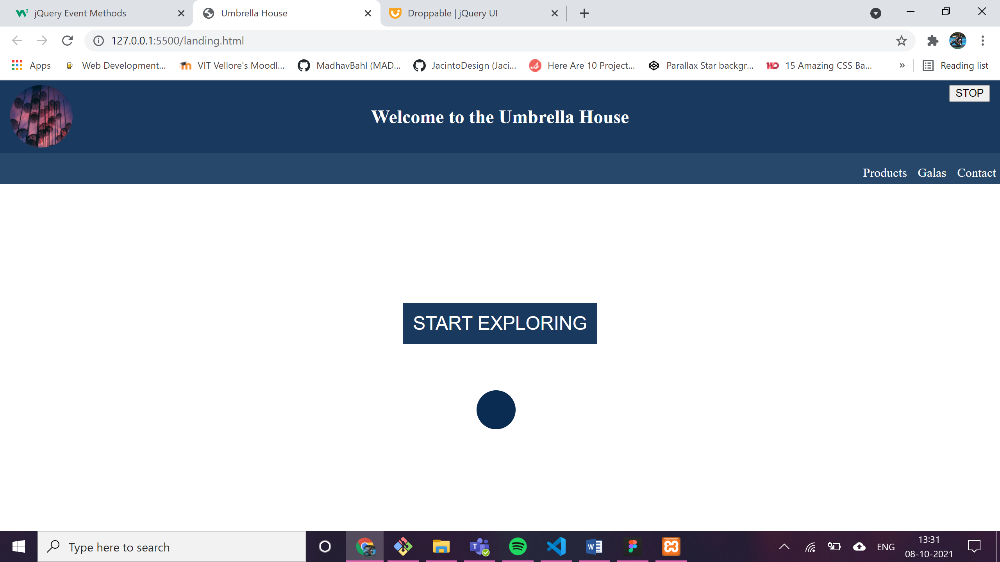 jQuery Event Methods
Umbrella House
Droppable | jQuery UI
127.0.0.1:5500/landing.html
Apps
Web Development...
VIT Vellore's Moodl...
MadhavBahl (MAD...
JacintoDesign (Jaci...
Here Are 10 Project...
Parallax Star backgr...
15 Amazing CSS Ba...
»
Reading list
STOP
Welcome to the Umbrella House
Products Galas Contact
START EXPLORING
Type here to search
ENG
13:31
08-10-2021